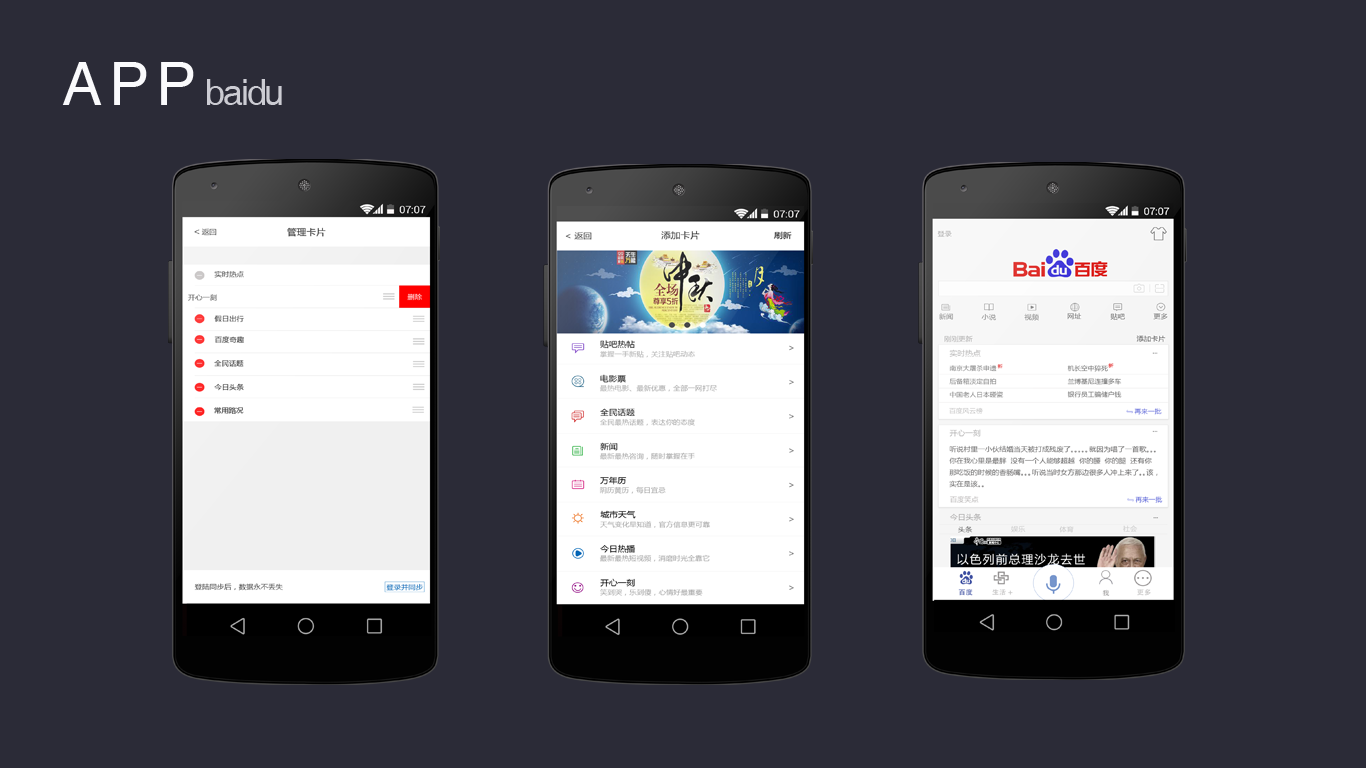 APP baidu
07:07
< 返回 管理卡片
实时热点
开心一刻 删除
假日出行
百度奇趣
全民话题
今日头条
常用路况
登陆同步后，数据永不丢失 登录并同步
07:07
< 返回 添加卡片 刷新
中秋
全场
尊享5折
月
贴吧热帖
掌握一手新贴，关注贴吧动态
电影票
最热电影、最新优惠，全部一网打尽
全民话题
全民最热话题，表达你的态度
新闻
最新最热咨询，随时掌握在手
万年历
阴历黄历，每日宜忌
城市天气
天气变化早知道，官方信息更可靠
今日热播
最新最热短视频，消磨时光全靠它
开心一刻
笑到哭，乐到傻，心情好最重要
07:07
登录
Bai du 百度
新闻 小说 视频 网址 贴吧 更多
刚刚更新 添加卡片
实时热点
南京大屠杀申遗 机长空中猝死
后备箱淡定自拍 兰博基尼连撞多车
中国老人日本碰瓷 银行员工骗储户钱
百度风云榜 再来一批
开心一刻
听说村里一小伙结婚当天被打成残废了.....就因为唱了一首歌...
你在我心里是最胖 没有一个人能够超越 你的腰 你的腿 还有你
那吃饭的时候的香肠嘴...听说当时女方那边很多人冲上来了..该.
实在是该..
百度笑点 再来一批
今日头条
头条 娱乐 体育 社会
以色列前总理沙龙去世
百度 生活+ 我 更多